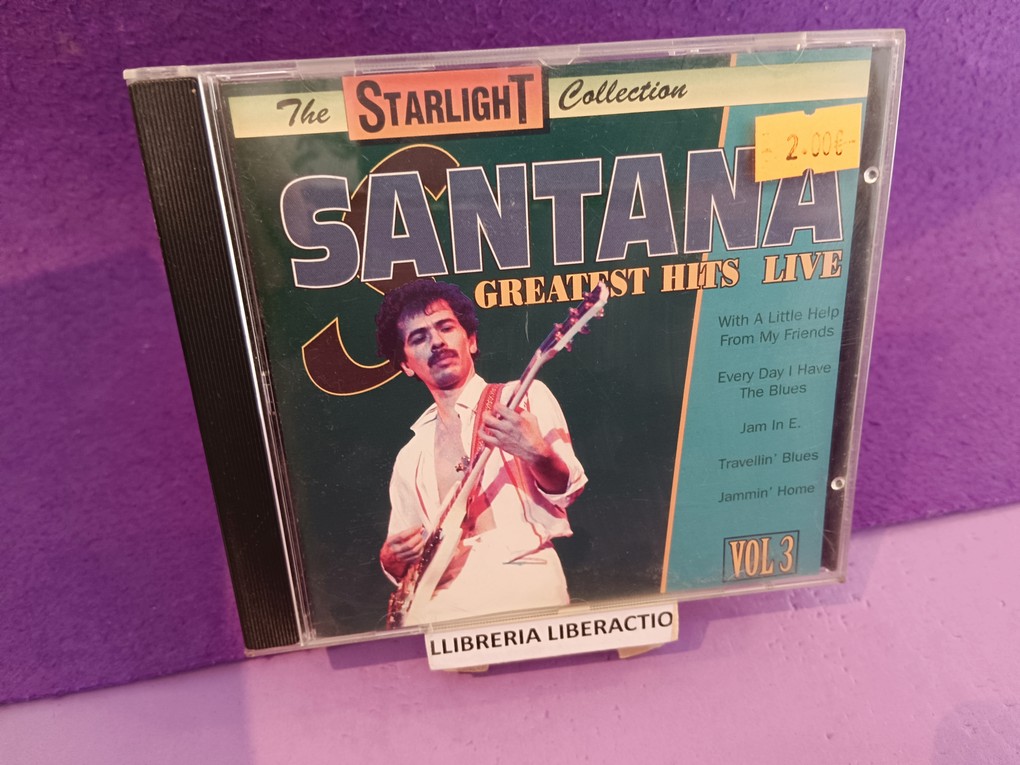 The STARLIGHT Collection
2.00€
SANTANA
GREATEST HITS LIVE
With A Little Help
From My Friends
Every Day I Have
The Blues
Jam In E.
Travellin' Blues
Jammin' Home
VOL 3
LLIBRERIA LIBERACTIO